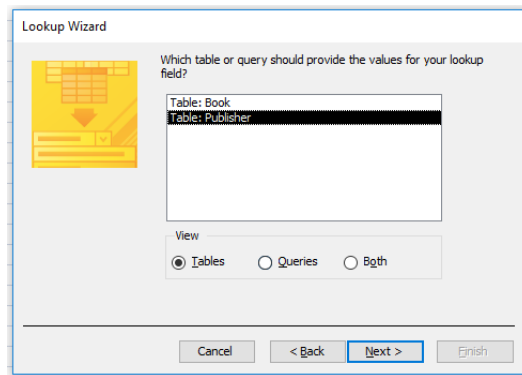 Lookup Wizard
Which table or query should provide the values for your lookup
field?
Table: Book
Table: Publisher
View
Tables
Queries
Both
Cancel
< Back
Next >
Finish